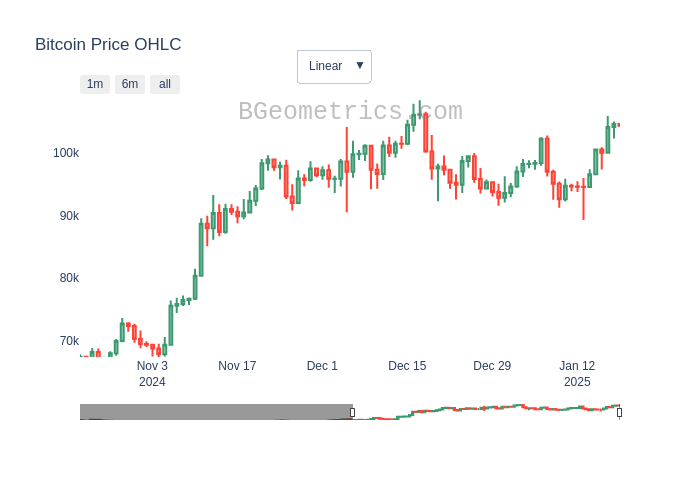 Bitcoin Price OHLC
Linear ▼
1m 6m all
BGeometrics.com
100k
90k
80k
70k
Nov 3 Nov 17 Dec 1 Dec 15 Dec 29 Jan 12
2024 2025